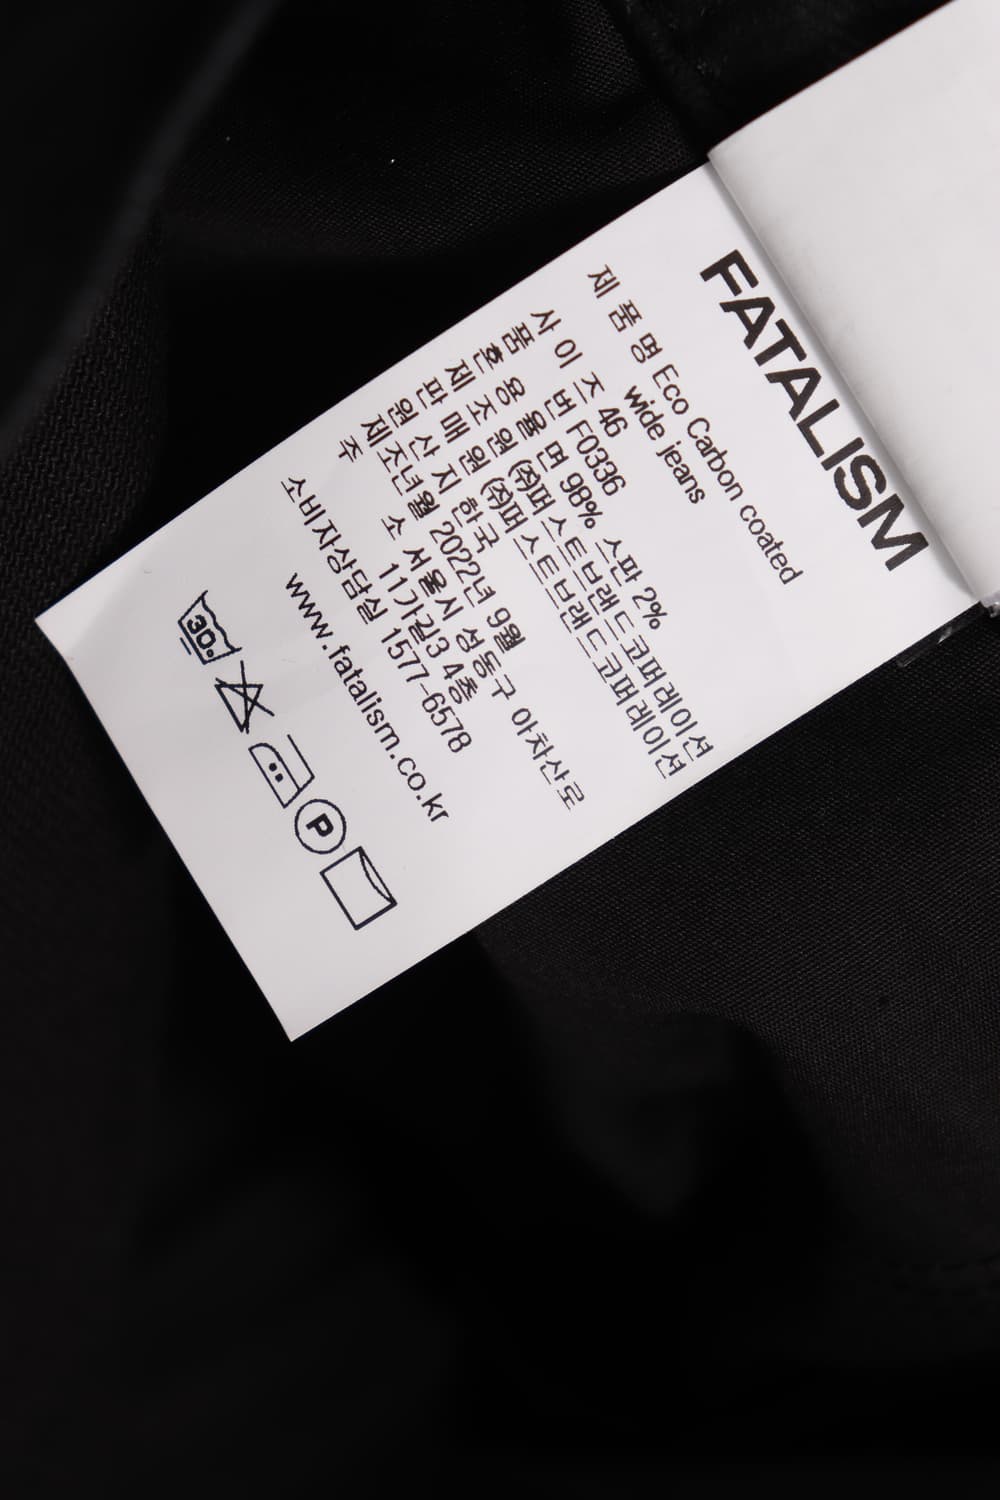 FATALISM
제 품 명 Eco Carbon coated
wide jeans
사 이 즈 46
품 번 F0336
혼 용 율 면 98% 스파 2%
제 조 원 (주)퍼스트브랜드코퍼레이션
판 매 원 (주)퍼스트브랜드코퍼레이션
원 산 지 한국
제조년월 2022년 9월
주 소 서울시 성동구 아차산로
11가길3 4층
소비자상담실 1577-6578
www.fatalism.co.kr
30. P